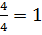 4/4 = 1